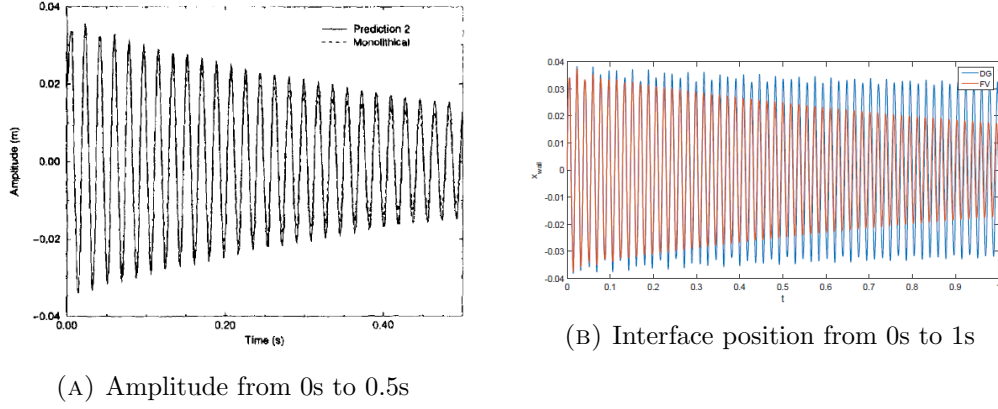 0.04
0.02
0.00
-0.02
-0.04
Amplitude (m)
Prediction 2
Monolithical
0.00
0.20
0.40
Time (s)
(A) Amplitude from 0s to 0.5s
0.04
0.03
0.02
0.01
0
-0.01
-0.02
-0.03
-0.04
x_wall
DG
FV
0
0.1
0.2
0.3
0.4
0.5
0.6
0.7
0.8
0.9
1
t
(B) Interface position from 0s to 1s